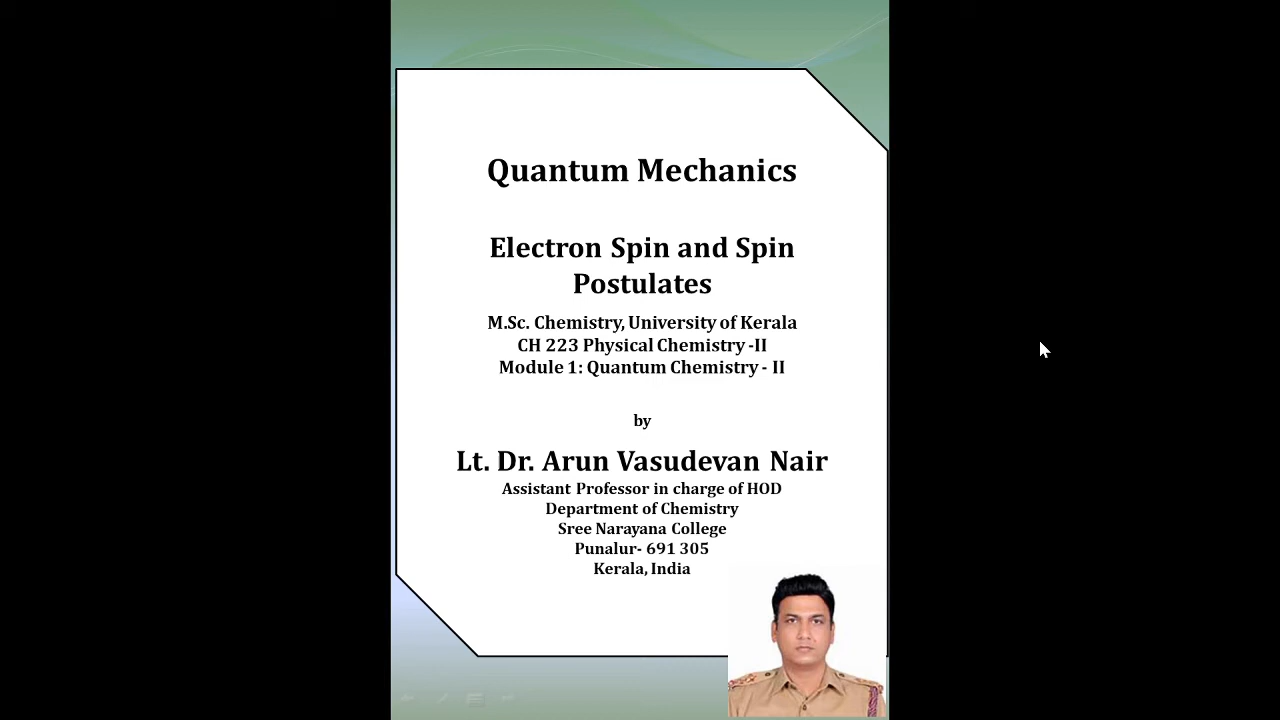 Quantum Mechanics
Electron Spin and Spin
Postulates
M.Sc. Chemistry, University of Kerala
CH 223 Physical Chemistry -II
Module 1: Quantum Chemistry - II
by
Lt. Dr. Arun Vasudevan Nair
Assistant Professor in charge of HOD
Department of Chemistry
Sree Narayana College
Punalur- 691 305
Kerala, India